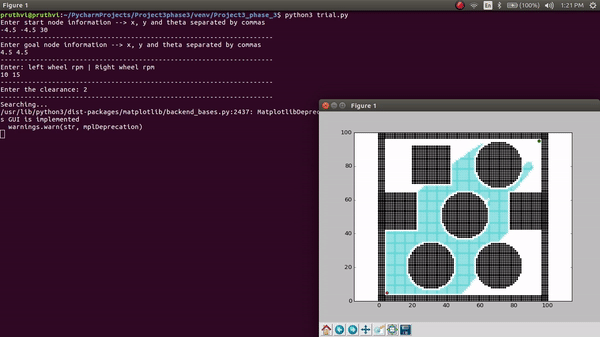 Figure 1
En (100%) 1:21 PM
pruthvi@pruthvi:~/PycharmProjects/Project3phase3/venv/Project3_phase_3$ python3 trial.py
Enter start node information --> x, y and theta separated by commas
-4.5 -4.5 30
--------------------------------------------------------------------
Enter goal node information --> x, y and theta separated by commas
4.5 4.5
--------------------------------------------------------------------
Enter: left wheel rpm | Right wheel rpm
10 15
--------------------------------------------------------------------
Enter the clearance: 2
--------------------------------------------------------------------
Searching...
/usr/lib/python3/dist-packages/matplotlib/backend_bases.py:2437: MatplotlibDeprec
s GUI is implemented
warnings.warn(str, mplDeprecation)
Figure 1
100
80
60
40
20
0
0 20 40 60 80 100